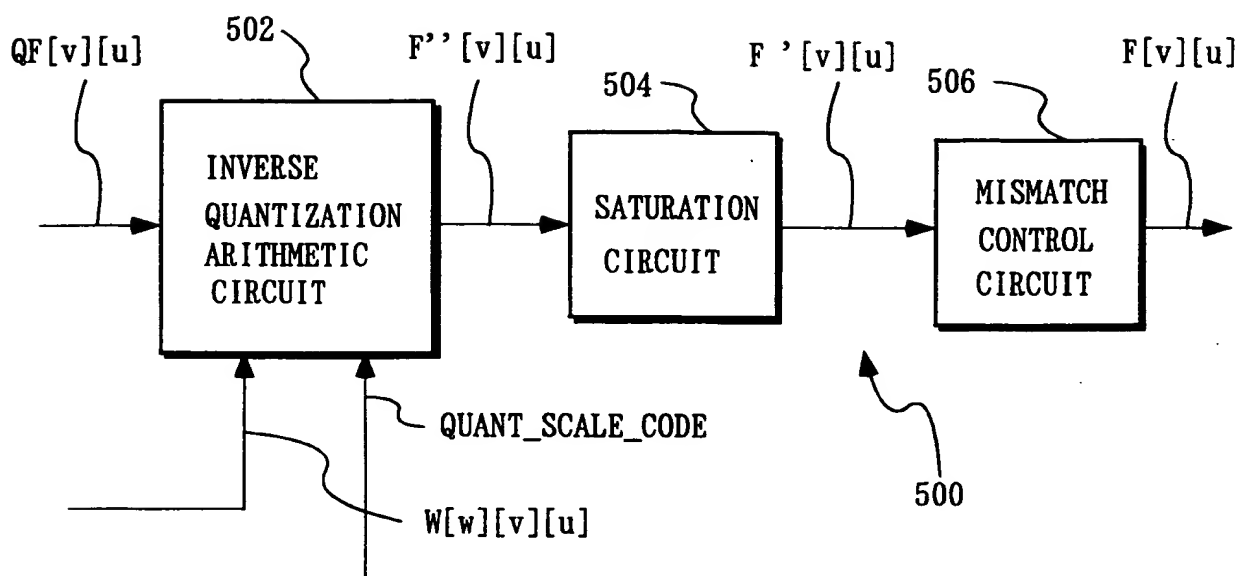 502
QF[v][u]
F''[v][u]
F '[v][u]
F[v][u]
504
506
INVERSE
QUANTIZATION
ARITHMETIC
CIRCUIT
SATURATION
CIRCUIT
MISMATCH
CONTROL
CIRCUIT
QUANT_SCALE_CODE
W[w][v][u]
500